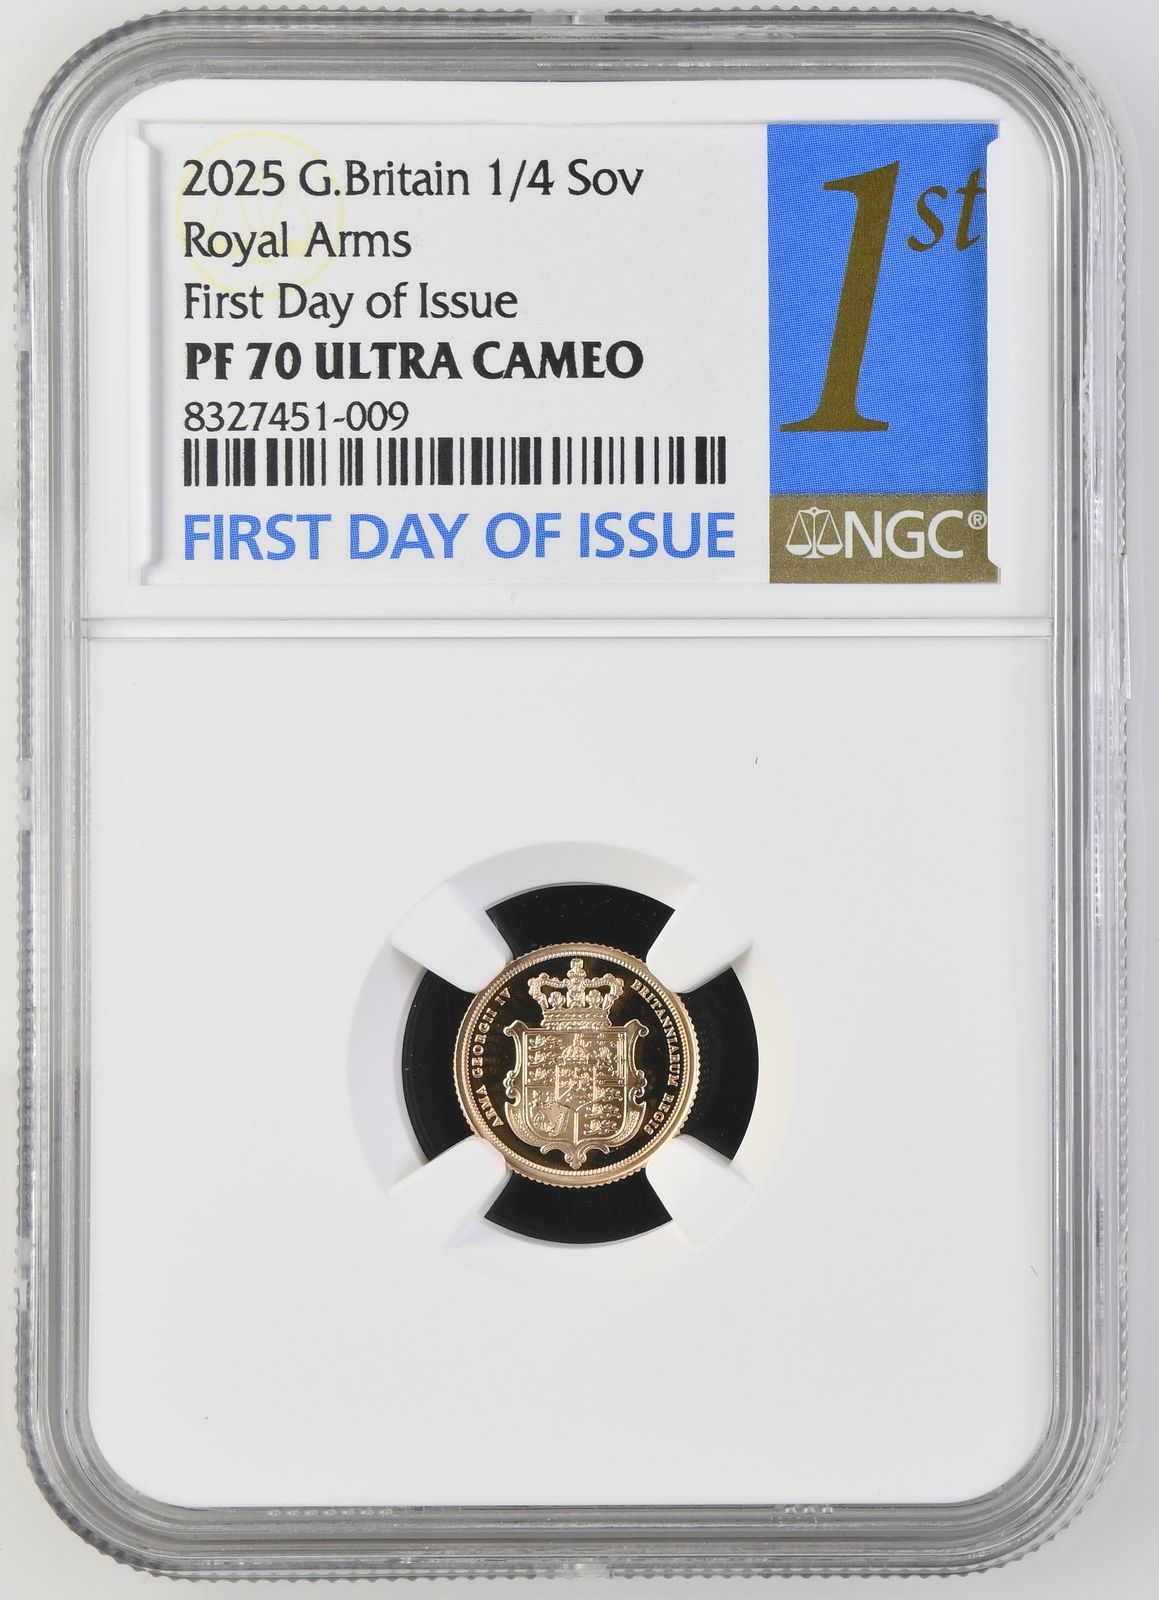 2025 G.Britain 1/4 Sov
Royal Arms
First Day of Issue
PF 70 ULTRA CAMEO
8327451-009
FIRST DAY OF ISSUE
1st
NGC®
ARMA GEORGII IV
BRITANNIARUM REGIS